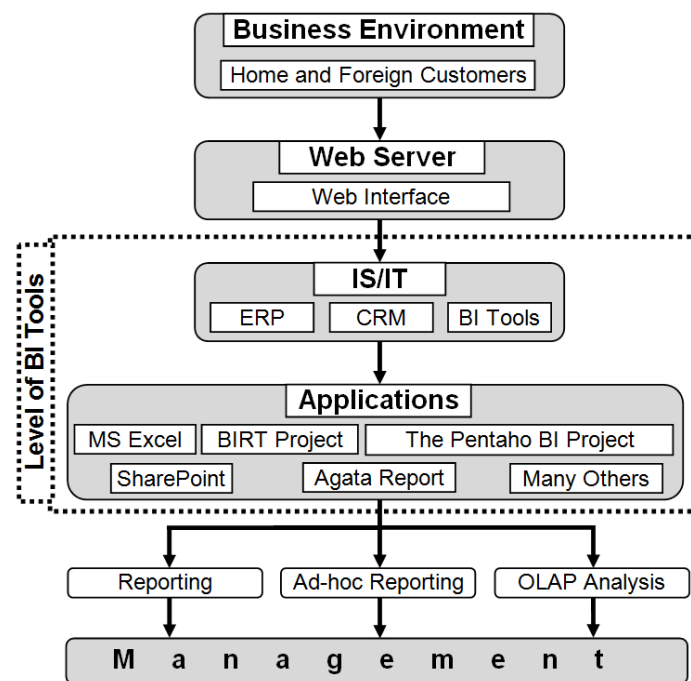 Business Environment
Home and Foreign Customers
Web Server
Web Interface
Level of BI Tools
IS/IT
ERP CRM BI Tools
Applications
MS Excel BIRT Project The Pentaho BI Project
SharePoint Agata Report Many Others
Reporting Ad-hoc Reporting OLAP Analysis
Management